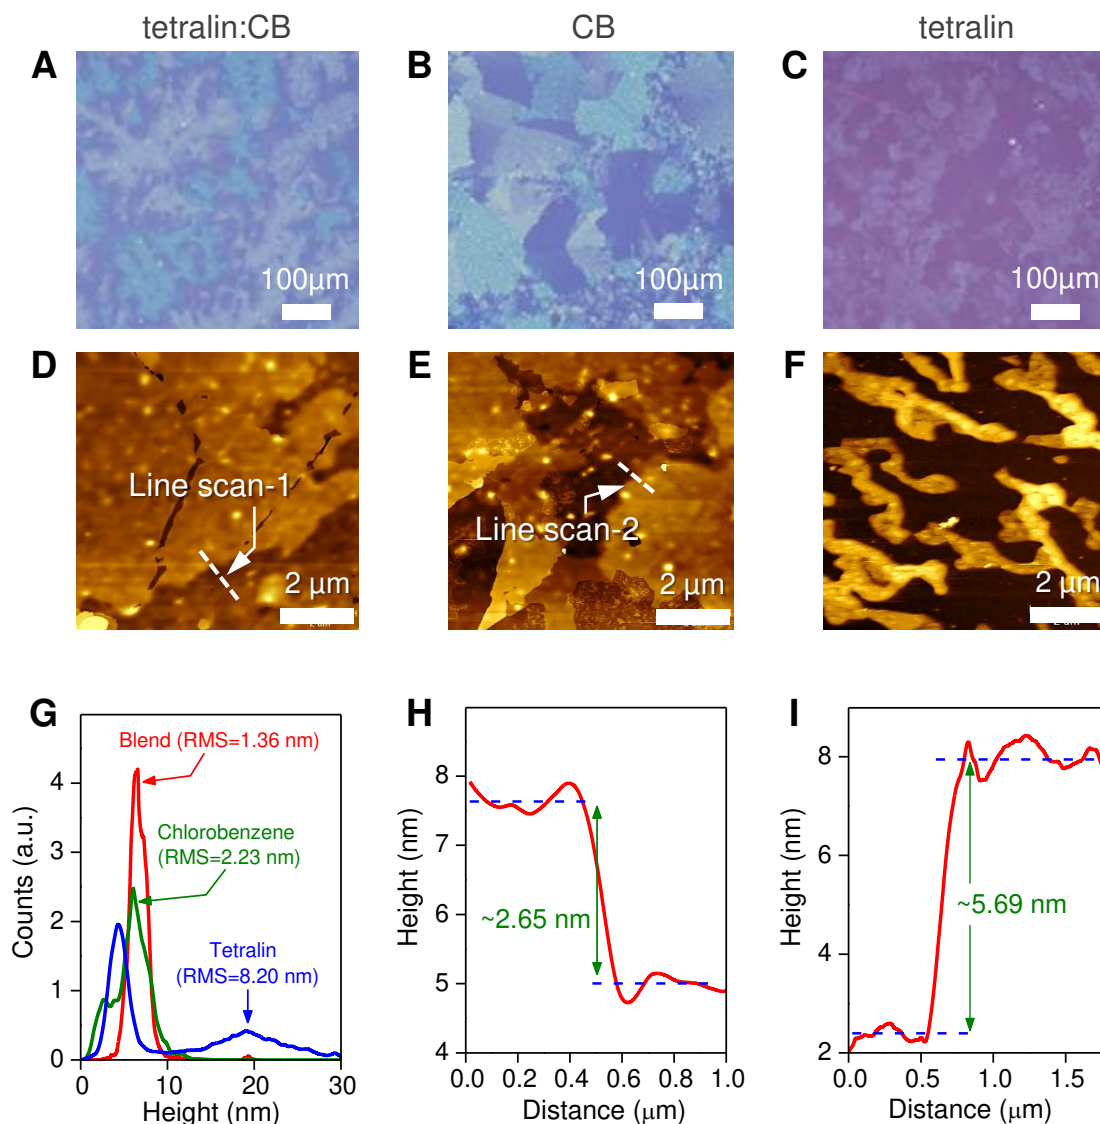 tetralin:CB
CB
tetralin
A
B
C
100μm
100μm
100μm
D
E
F
Line scan-1
Line scan-2
2 μm
2 μm
2 μm
G
H
I
Blend (RMS=1.36 nm)
Chlorobenzene
(RMS=2.23 nm)
Tetralin
(RMS=8.20 nm)
Counts (a.u.)
4
3
2
1
0
0
10
20
30
Height (nm)
Height (nm)
8
7
6
5
4
~2.65 nm
0.0
0.2
0.4
0.6
0.8
1.0
Distance (μm)
Height (nm)
8
6
4
2
~5.69 nm
0.0
0.5
1.0
1.5
Distance (μm)